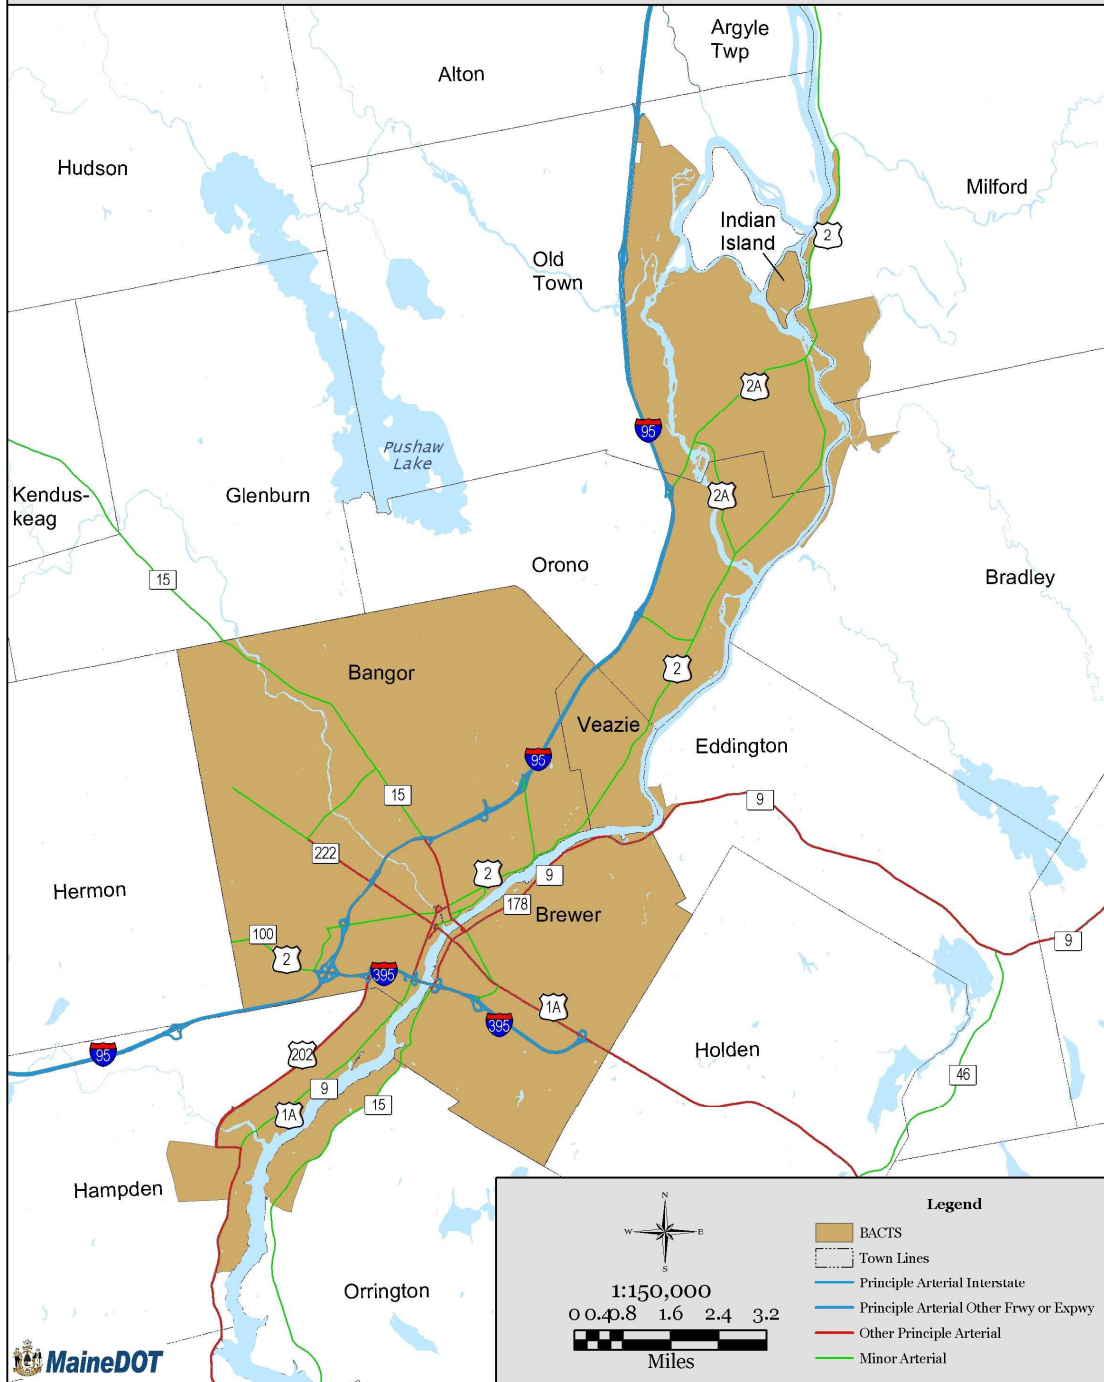 Argyle
Twp
Alton
Hudson
Milford
Indian
Island
2
Old
Town
2A
95
Pushaw
Lake
Kendus-
keag
Glenburn
2A
Orono
15
Bradley
Bangor
2
Veazie
Eddington
95
15
9
222
2
9
178
Hermon
Brewer
100
2
9
395
1A
395
95
202
Holden
9
15
46
1A
Hampden
Orrington
N
W E
S
1:150,000
0 0.40.8 1.6 2.4 3.2
Miles
Legend
BACTS
Town Lines
Principle Arterial Interstate
Principle Arterial Other Frwy or Expwy
Other Principle Arterial
Minor Arterial
MaineDOT